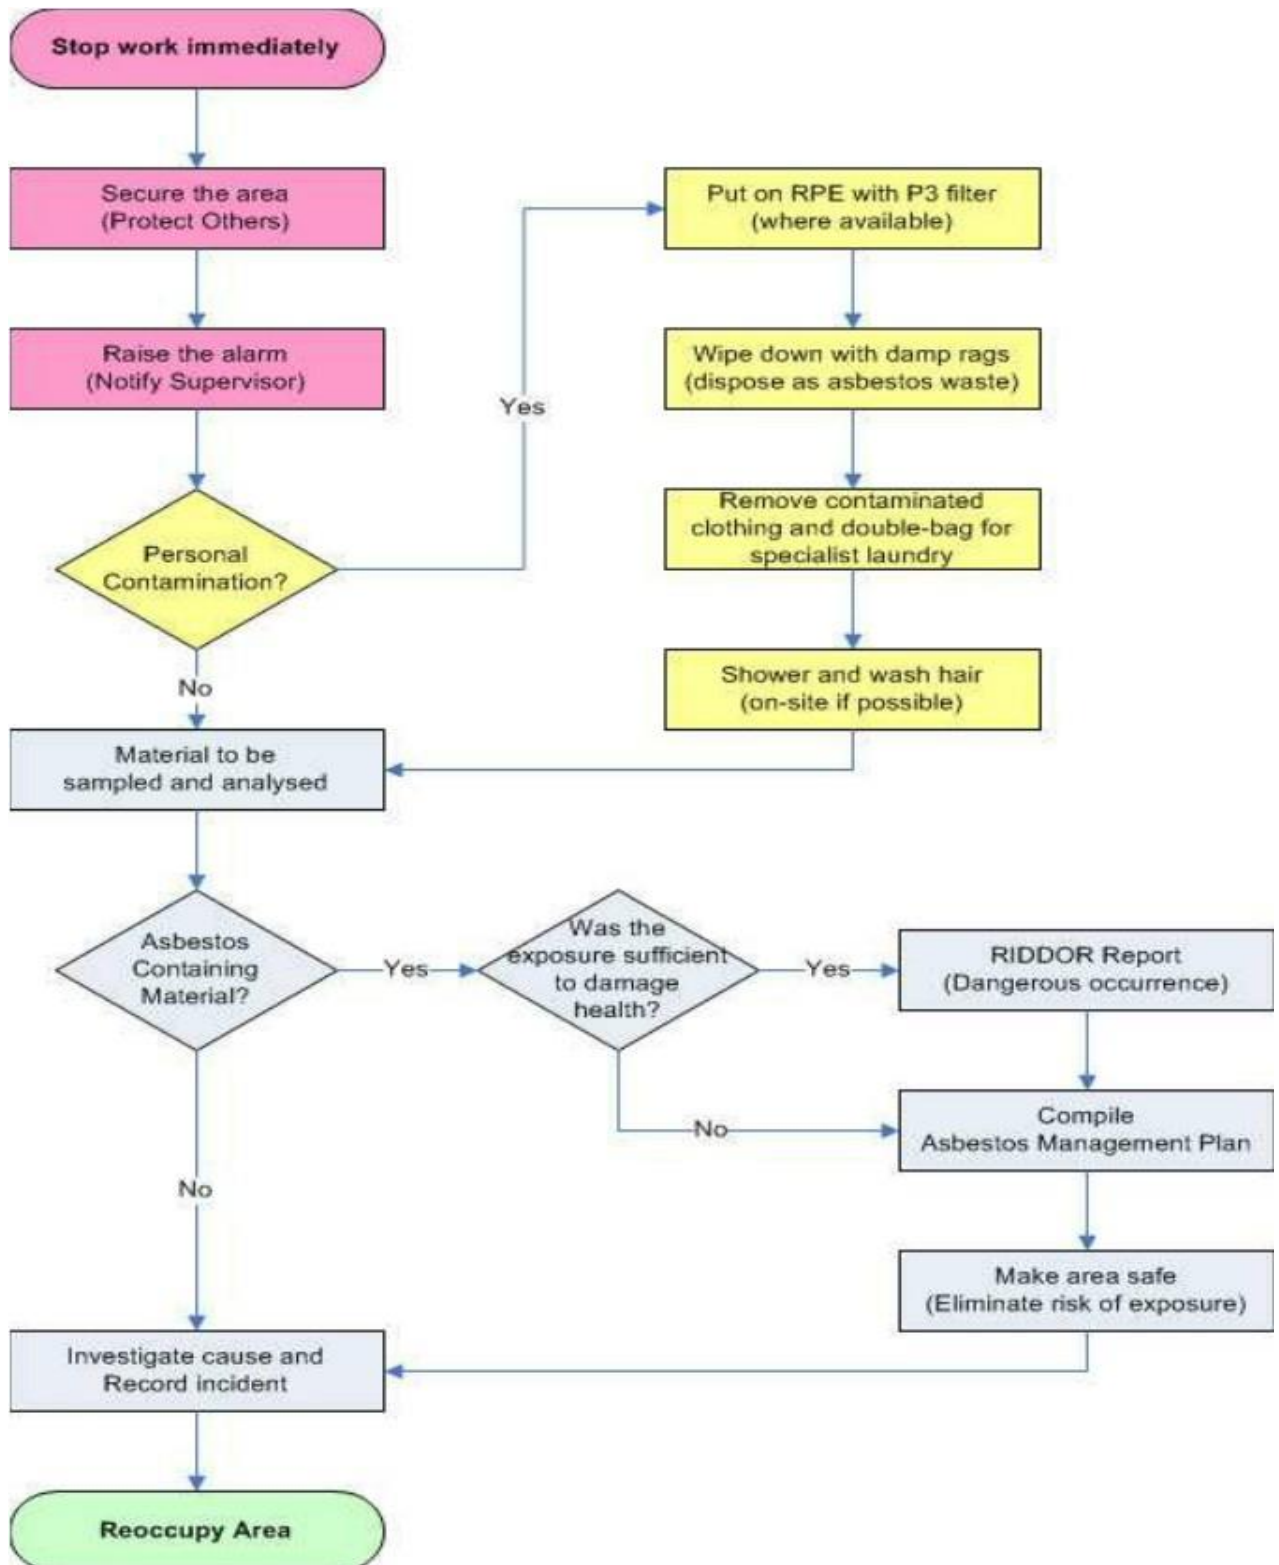 Stop work immediately
Secure the area
(Protect Others)
Put on RPE with P3 filter
(where available)
Raise the alarm
(Notify Supervisor)
Wipe down with damp rags
(dispose as asbestos waste)
Yes
Personal
Contamination?
Remove contaminated
clothing and double-bag for
specialist laundry
No
Shower and wash hair
(on-site if possible)
Material to be
sampled and analysed
Asbestos
Containing
Material?
Yes
Was the
exposure sufficient
to damage
health?
Yes
RIDDOR Report
(Dangerous occurrence)
No
Compile
Asbestos Management Plan
No
Make area safe
(Eliminate risk of exposure)
Investigate cause and
Record incident
Reoccupy Area